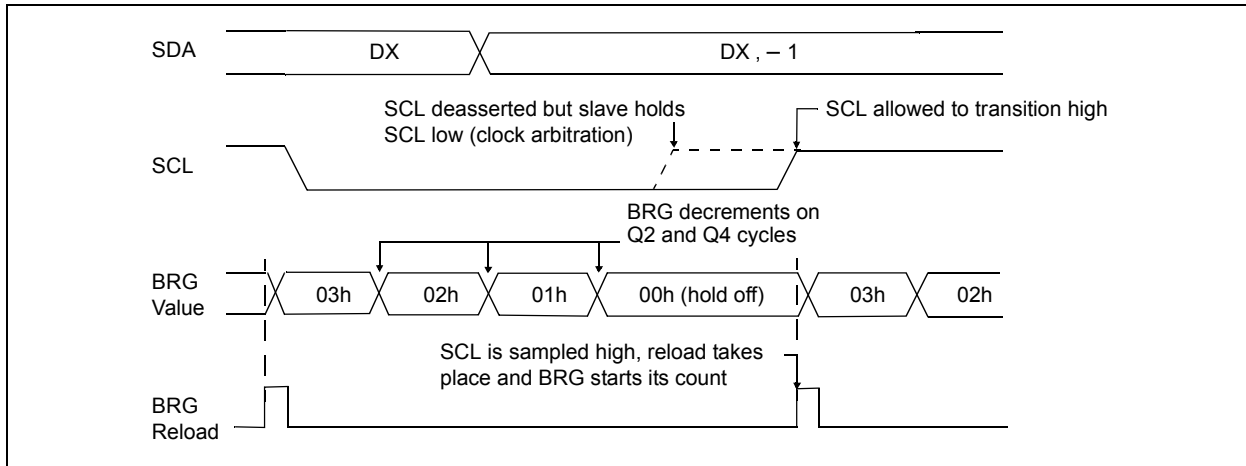 SDA
DX
DX , – 1
SCL deasserted but slave holds
SCL low (clock arbitration)
SCL allowed to transition high
SCL
BRG decrements on
Q2 and Q4 cycles
BRG
Value
03h
02h
01h
00h (hold off)
03h
02h
SCL is sampled high, reload takes
place and BRG starts its count
BRG
Reload